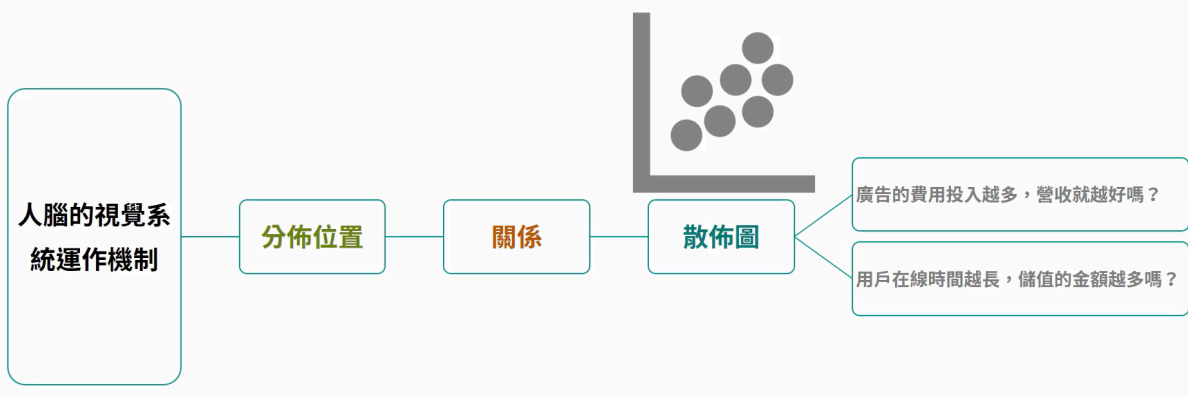 人腦的視覺系
統運作機制
分佈位置
關係
散佈圖
廣告的費用投入越多，營收就越好嗎？
用戶在線時間越長，儲值的金額越多嗎？